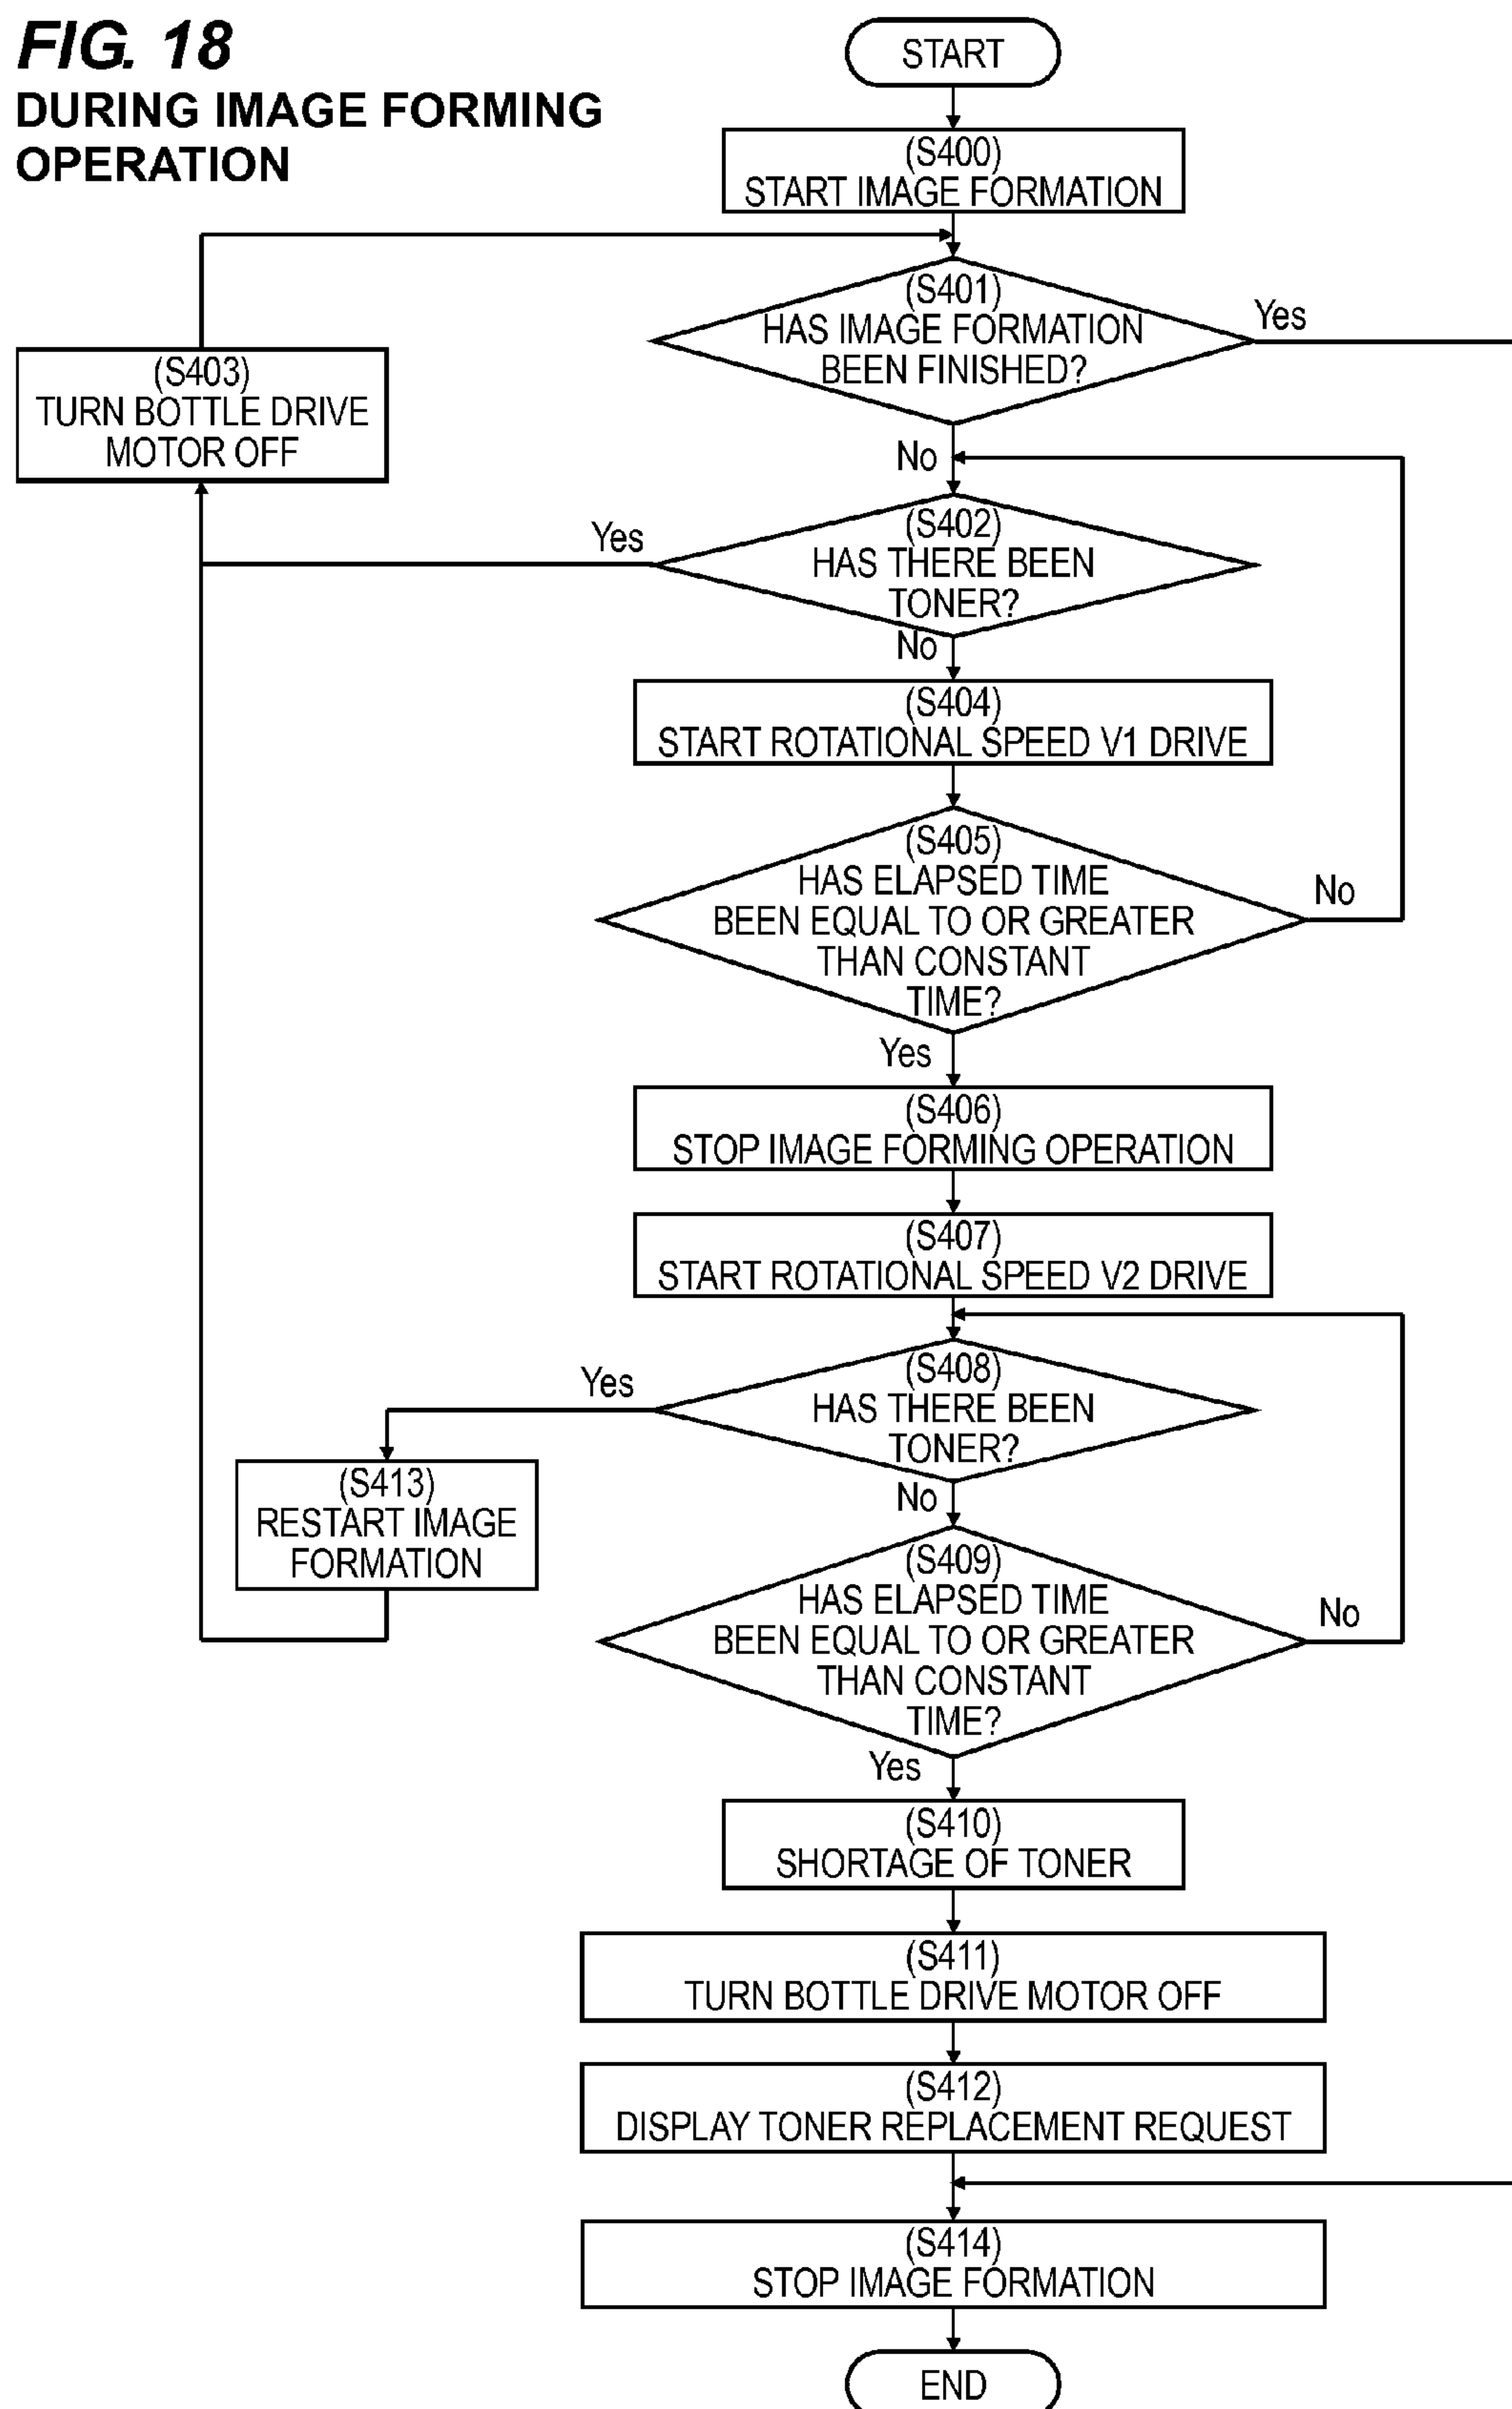 FIG. 18
DURING IMAGE FORMING
OPERATION
START
(S400)
START IMAGE FORMATION
(S401)
HAS IMAGE FORMATION
BEEN FINISHED?
Yes
No
(S403)
TURN BOTTLE DRIVE
MOTOR OFF
(S402)
HAS THERE BEEN
TONER?
Yes
No
(S404)
START ROTATIONAL SPEED V1 DRIVE
(S405)
HAS ELAPSED TIME
BEEN EQUAL TO OR GREATER
THAN CONSTANT
TIME?
No
Yes
(S406)
STOP IMAGE FORMING OPERATION
(S407)
START ROTATIONAL SPEED V2 DRIVE
(S408)
HAS THERE BEEN
TONER?
Yes
No
(S413)
RESTART IMAGE
FORMATION
(S409)
HAS ELAPSED TIME
BEEN EQUAL TO OR GREATER
THAN CONSTANT
TIME?
No
Yes
(S410)
SHORTAGE OF TONER
(S411)
TURN BOTTLE DRIVE MOTOR OFF
(S412)
DISPLAY TONER REPLACEMENT REQUEST
(S414)
STOP IMAGE FORMATION
END